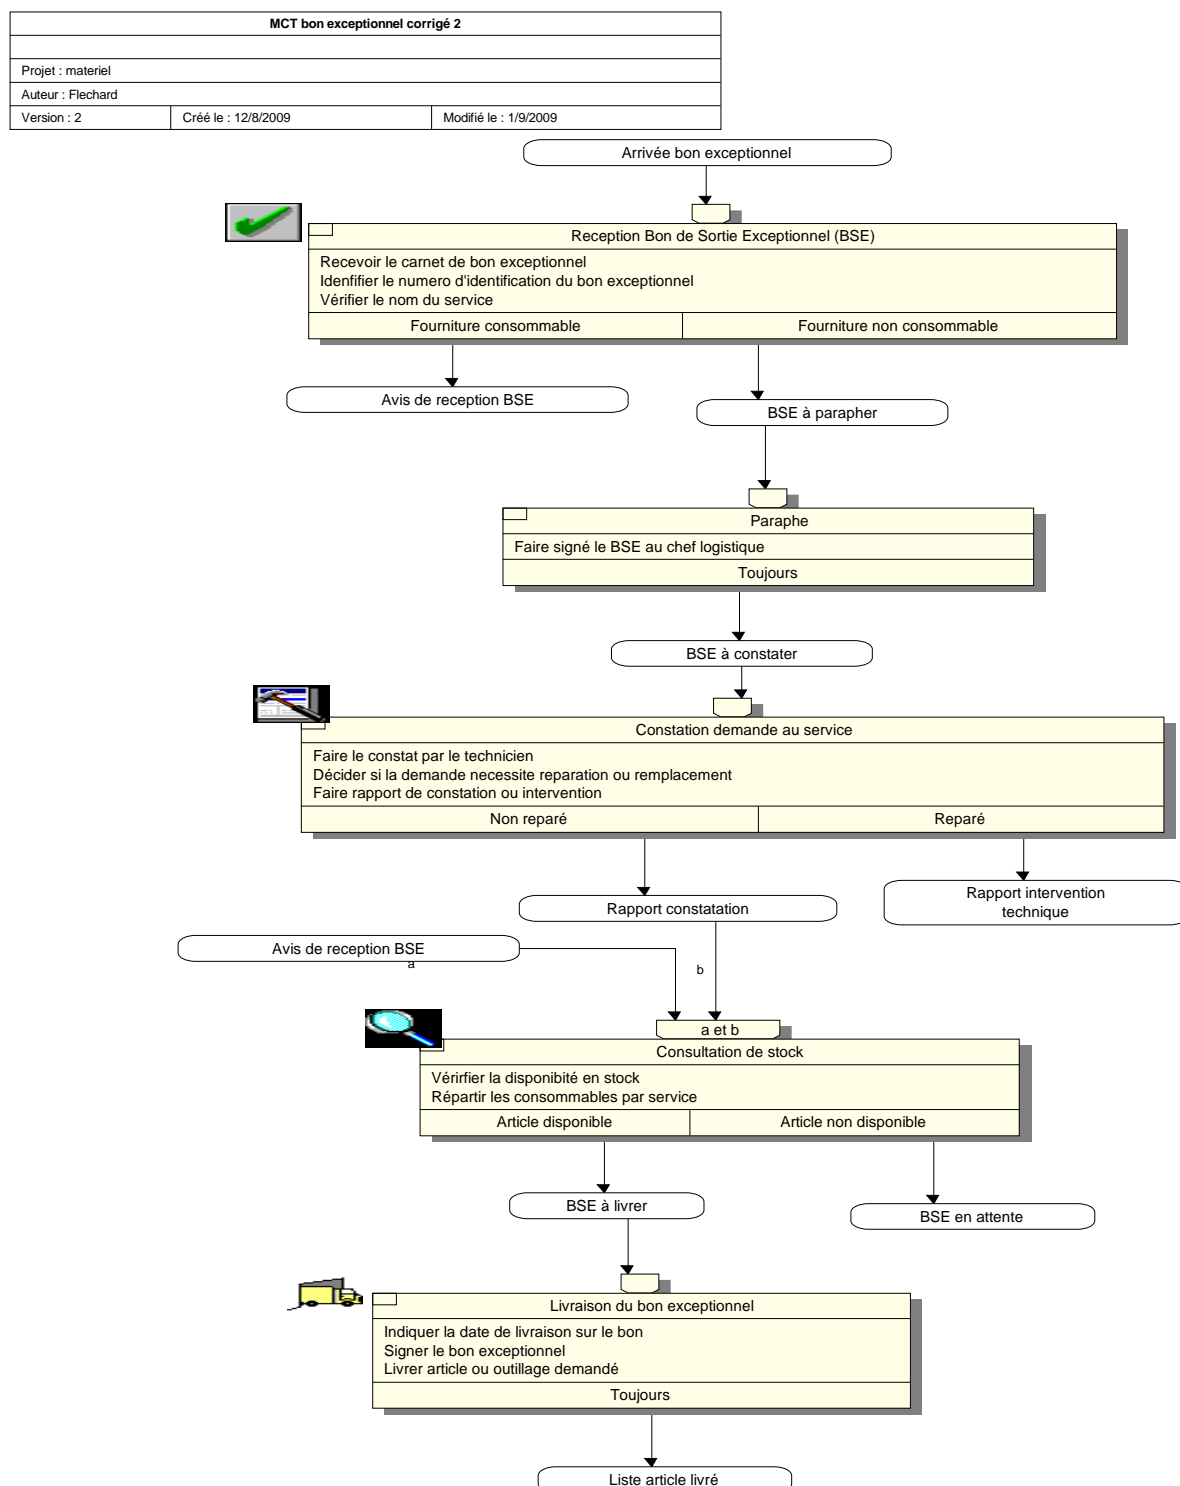 MCT bon exceptionnel corrigé 2
Projet : materiel
Auteur : Flechard
Version : 2 Créé le : 12/8/2009 Modifié le : 1/9/2009
Arrivée bon exceptionnel
Reception Bon de Sortie Exceptionnel (BSE)
Recevoir le carnet de bon exceptionnel
Idenfifier le numero d'identification du bon exceptionnel
Vérifier le nom du service
Fourniture consommable Fourniture non consommable
Avis de reception BSE
BSE à parapher
Paraphe
Faire signé le BSE au chef logistique
Toujours
BSE à constater
Constation demande au service
Faire le constat par le technicien
Décider si la demande necessite reparation ou remplacement
Faire rapport de constation ou intervention
Non reparé Reparé
Rapport intervention
technique
Rapport constatation
Avis de reception BSE
a
b
a et b
Consultation de stock
Vérirfier la disponibité en stock
Répartir les consommables par service
Article disponible Article non disponible
BSE à livrer
BSE en attente
Livraison du bon exceptionnel
Indiquer la date de livraison sur le bon
Signer le bon exceptionnel
Livrer article ou outillage demandé
Toujours
Liste article livré